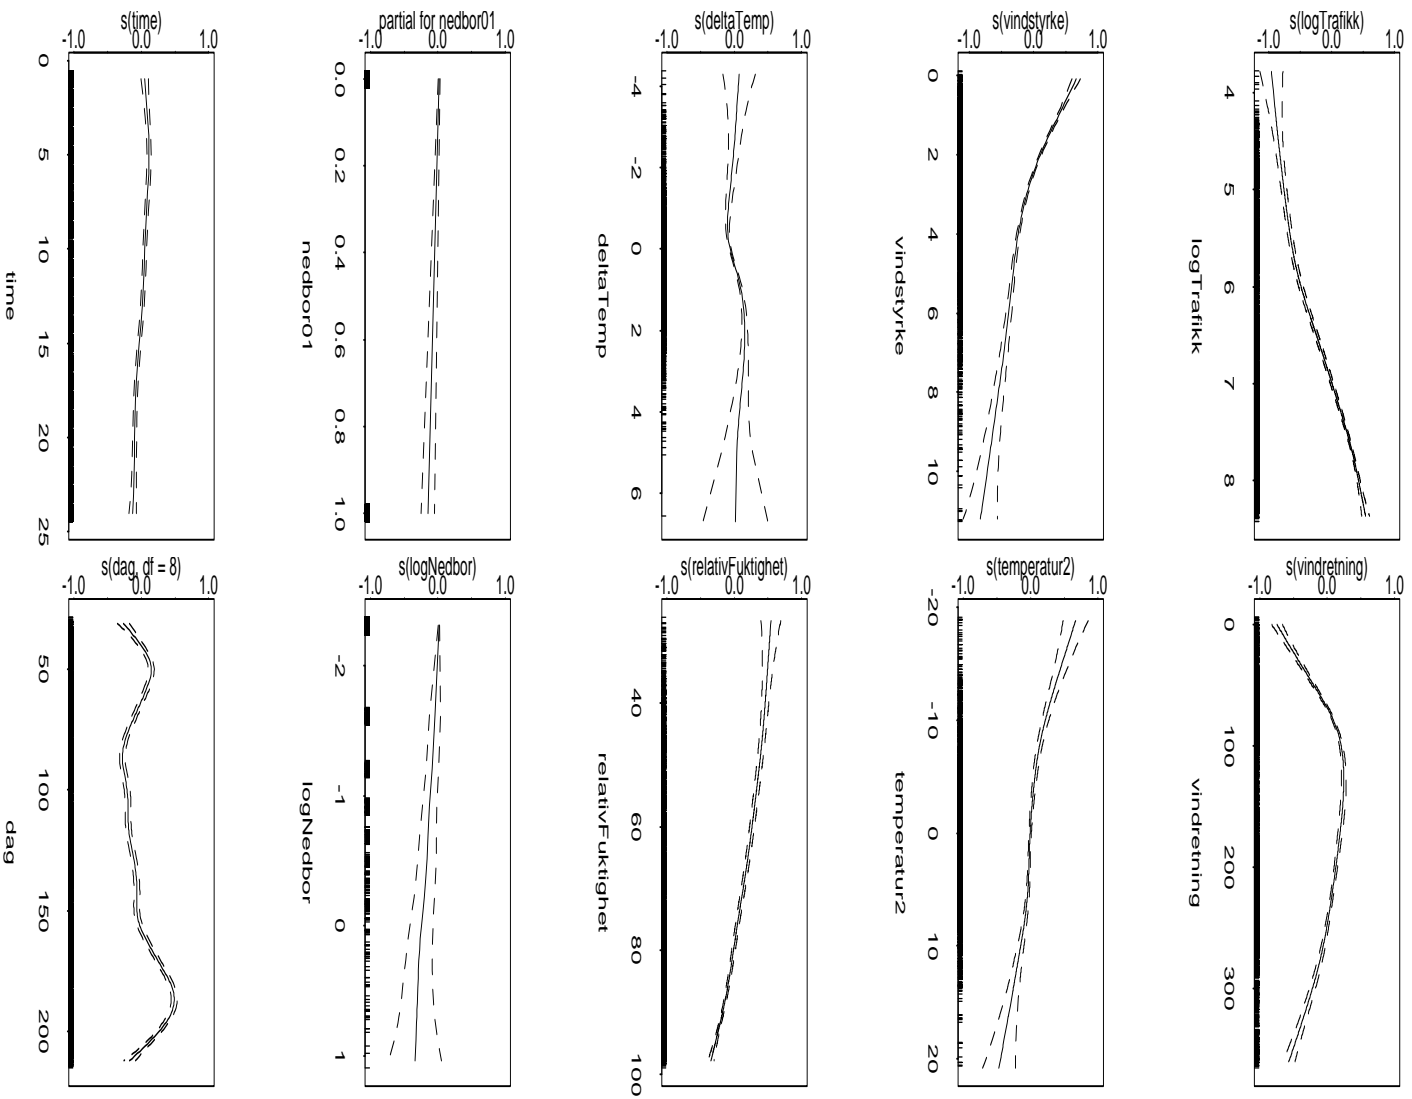 s(logTrafikk)
-1.0 0.0 1.0
4 5 6 7 8
logTrafikk
s(vindretning)
-1.0 0.0 1.0
0 100 200 300
vindretning
s(vindstyrke)
-1.0 0.0 1.0
0 2 4 6 8 10
vindstyrke
s(temperatur2)
-1.0 0.0 1.0
-20 -10 0 10 20
temperatur2
s(deltaTemp)
-1.0 0.0 1.0
-4 -2 0 2 4 6
deltaTemp
s(relativFuktighet)
-1.0 0.0 1.0
40 60 80 100
relativFuktighet
partial for nedbor01
-1.0 0.0 1.0
0.0 0.2 0.4 0.6 0.8 1.0
nedbor01
s(logNedbor)
-1.0 0.0 1.0
-2 -1 0 1
logNedbor
s(time)
-1.0 0.0 1.0
0 5 10 15 20 25
time
s(dag, df = 8)
-1.0 0.0 1.0
50 100 150 200
dag